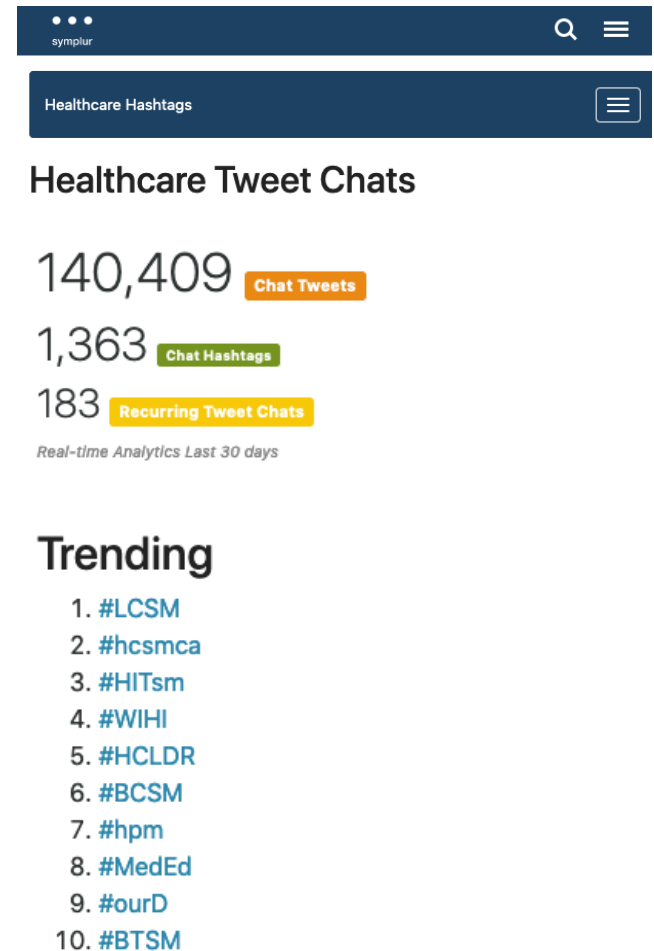 symplur
Healthcare Hashtags
Healthcare Tweet Chats
140,409 Chat Tweets
1,363 Chat Hashtags
183 Recurring Tweet Chats
Real-time Analytics Last 30 days
Trending
1. #LCSM
2. #hcsmca
3. #HITsm
4. #WIHI
5. #HCLDR
6. #BCSM
7. #hpm
8. #MedEd
9. #ourD
10. #BTSM